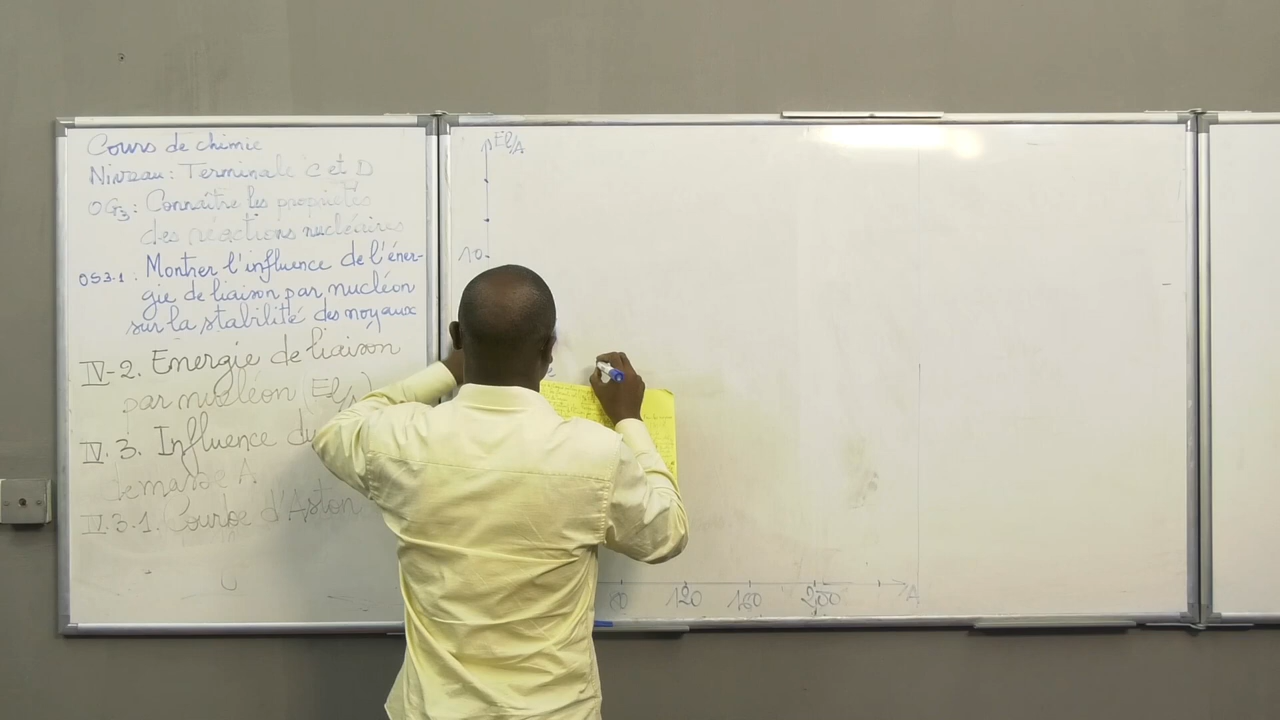 Cours de chimie
Niveau: Terminale C et D
OG3: Connaître les propriétés
des réactions nucléaires
OS3.1: Montrer l'influence de l'éner-
gie de liaison par nucléon
sur la stabilité des noyaux
IV-2. Energie de liaison
par nucléon (El/A)
IV.3. Influence du
de masse A
IV.3.1. Courbe d'Aston
El/A
10
120 160 200 A